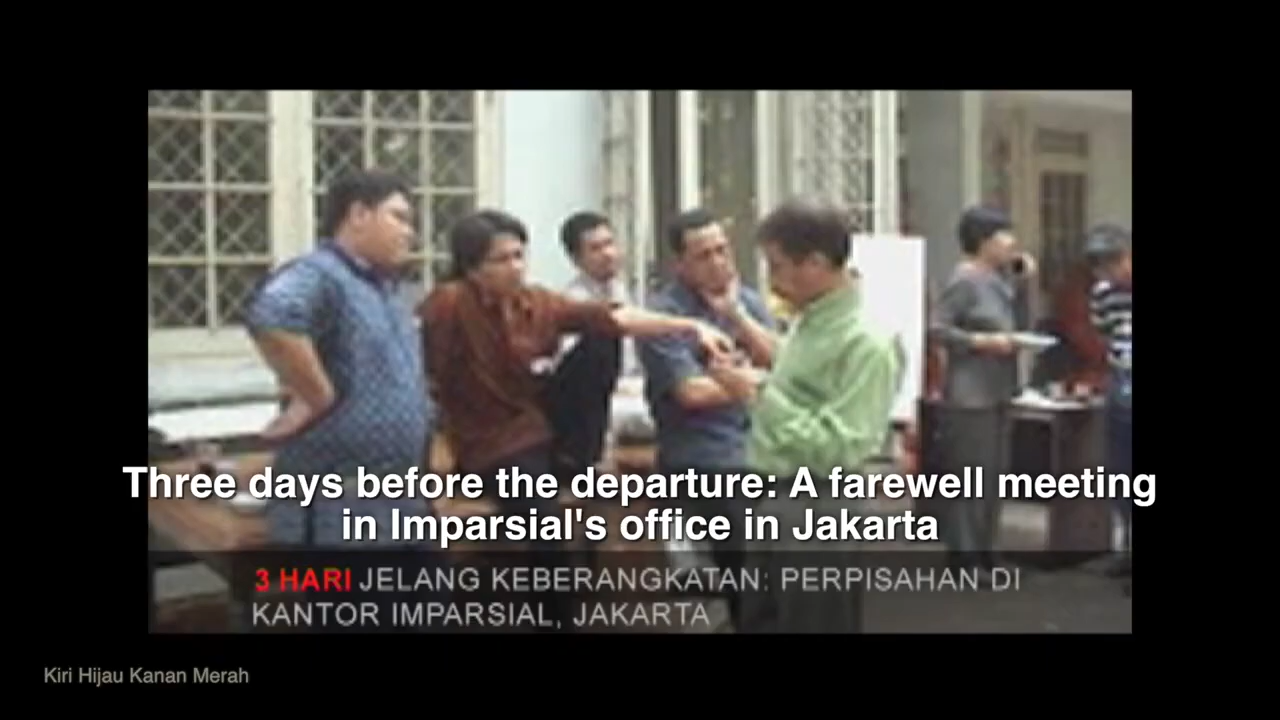 Three days before the departure: A farewell meeting
in Imparsial's office in Jakarta
3 HARI JELANG KEBERANGKATAN: PERPISAHAN DI
KANTOR IMPARSIAL, JAKARTA
Kiri Hijau Kanan Merah